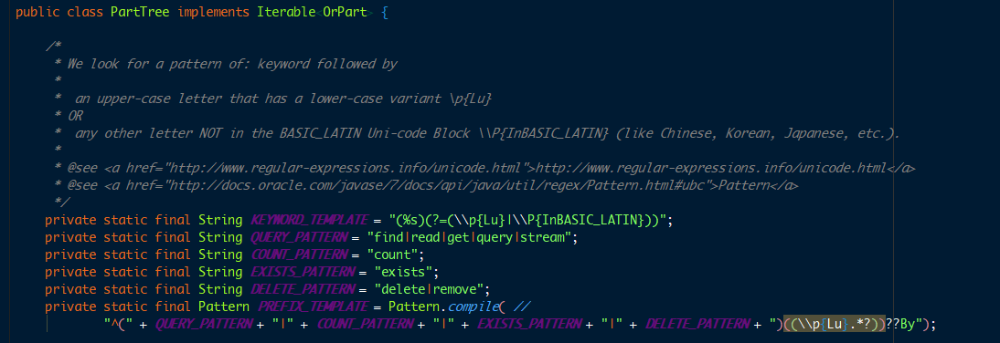 public class PartTree implements Iterable<OrPart> {
/*
* We look for a pattern of: keyword followed by
*
* an upper-case letter that has a lower-case variant \p{Lu}
* OR
* any other letter NOT in the BASIC_LATIN Uni-code Block \\P{InBASIC_LATIN} (like Chinese, Korean, Japanese, etc.).
*
* @see <a href="http://www.regular-expressions.info/unicode.html">http://www.regular-expressions.info/unicode.html</a>
* @see <a href="http://docs.oracle.com/javase/7/docs/api/java/util/regex/Pattern.html#ubc">Pattern</a>
*/
private static final String KEYWORD_TEMPLATE = "(%s)(?=(\\p{Lu}|\\P{InBASIC_LATIN}))";
private static final String QUERY_PATTERN = "find|read|get|query|stream";
private static final String COUNT_PATTERN = "count";
private static final String EXISTS_PATTERN = "exists";
private static final String DELETE_PATTERN = "delete|remove";
private static final Pattern PREFIX_TEMPLATE = Pattern.compile( //
"^(" + QUERY_PATTERN + "|" + COUNT_PATTERN + "|" + EXISTS_PATTERN + "|" + DELETE_PATTERN + ")((\\p{Lu}.*?))??By");